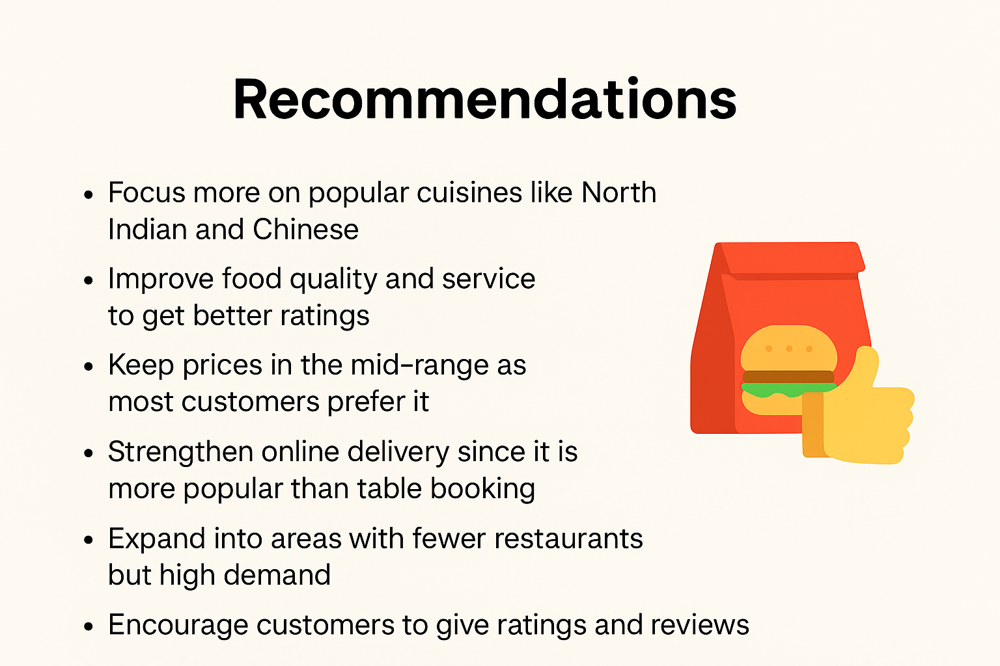 Recommendations
• Focus more on popular cuisines like North
Indian and Chinese
• Improve food quality and service
to get better ratings
• Keep prices in the mid-range as
most customers prefer it
• Strengthen online delivery since it is
more popular than table booking
• Expand into areas with fewer restaurants
but high demand
• Encourage customers to give ratings and reviews